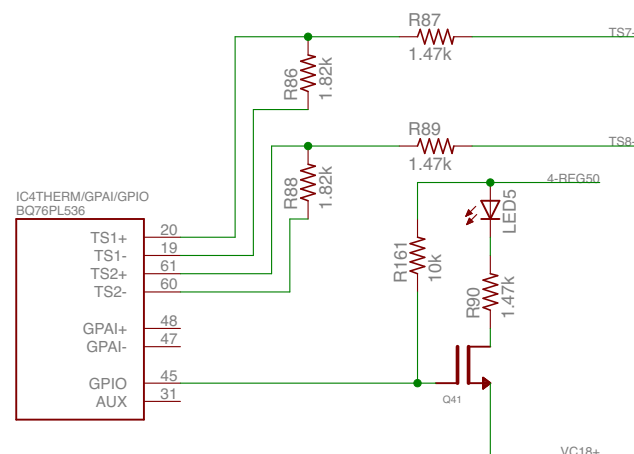 R87
1.47k
TS7-
R86
1.82k
R89
1.47k
TS8-
R88
1.82k
4-REG50
LED5
IC4THERM/GPAI/GPIO
BQ76PL536
TS1+ 20
TS1- 19
TS2+ 61
TS2- 60
R161
10k
R90
1.47k
GPAI+ 48
GPAI- 47
GPIO 45
AUX 31
Q41
VC18+